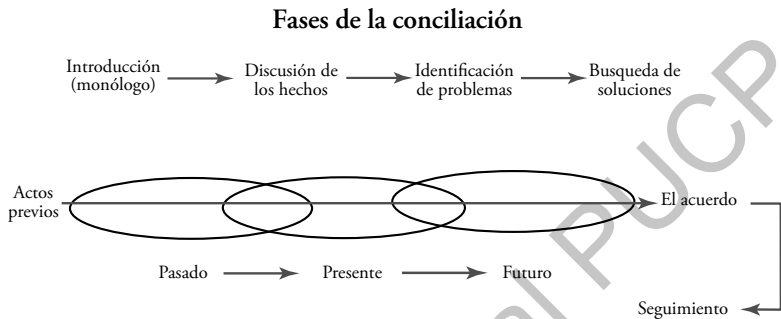 Fases de la conciliación
Introducción
(monólogo)
Discusión de
los hechos
Identificación
de problemas
Busqueda de
soluciones
Actos
previos
El acuerdo
Pasado
Presente
Futuro
Seguimiento
PUCP